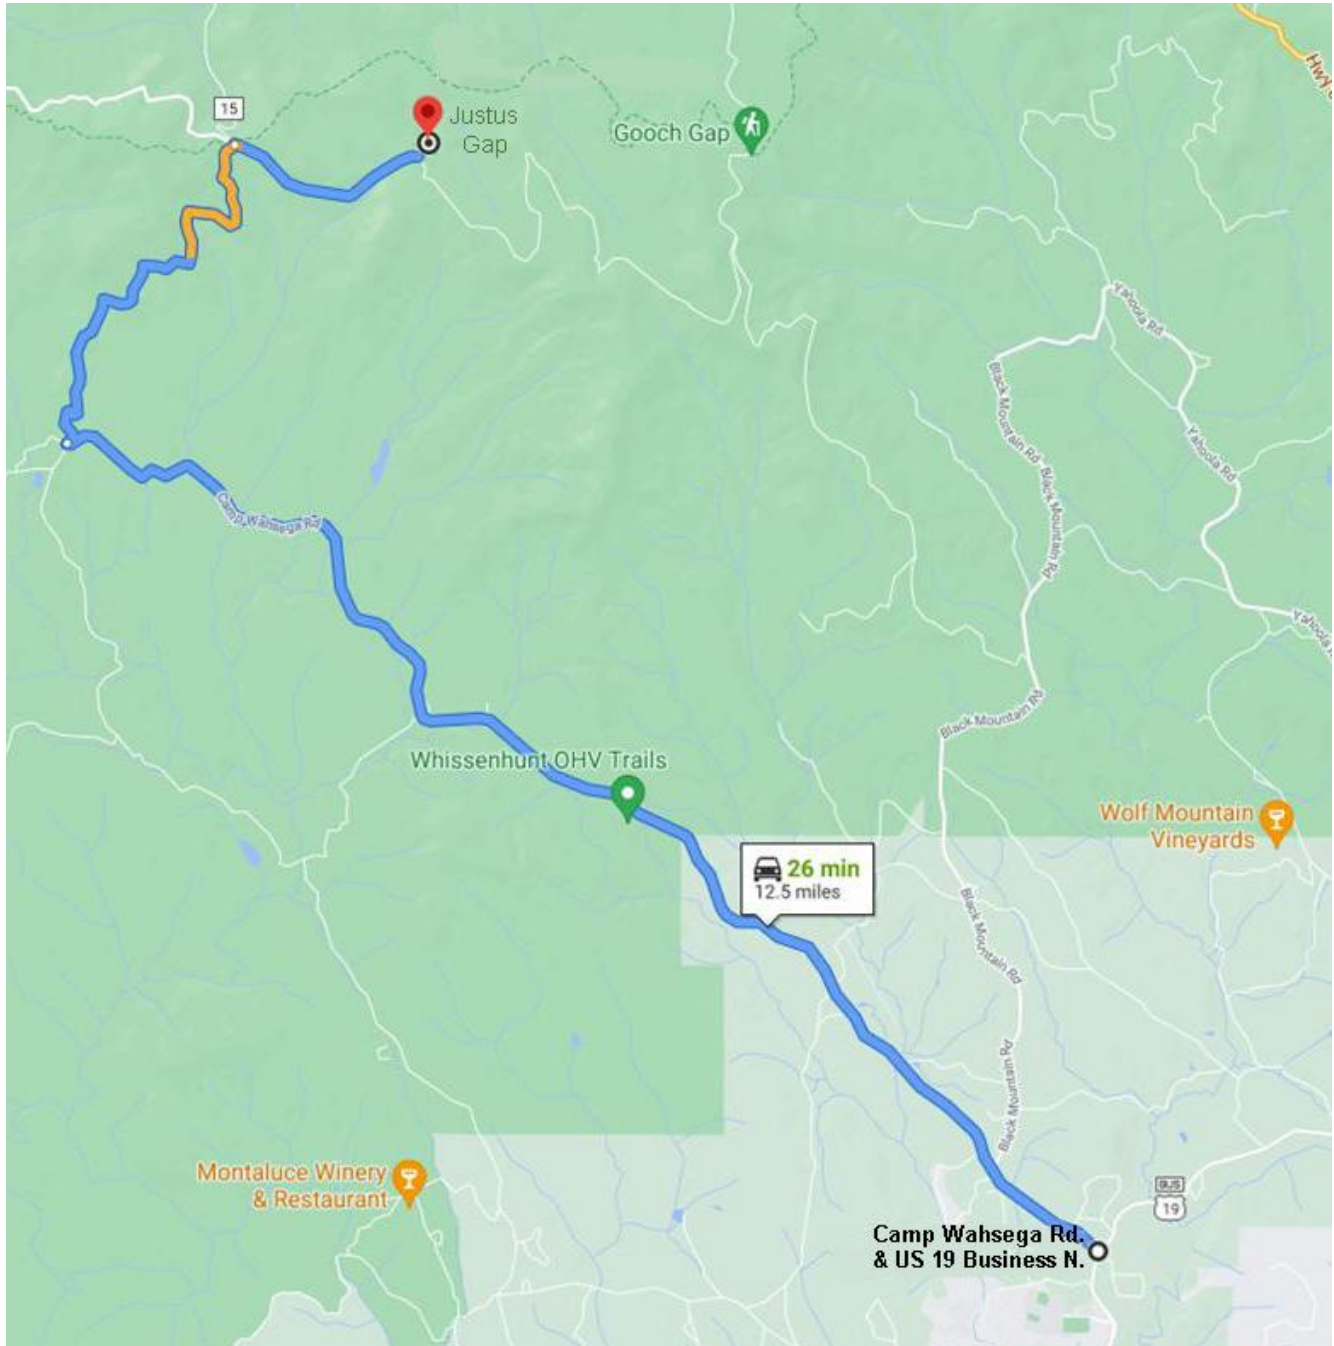 15
Justus
Gap
Gooch Gap
Yahoola Rd
Black Mountain Rd
Black Mountain Rd
Yahoola Rd
Camp Wahsega Rd
Yahoola
Black Mountain Rd
Whissenhunt OHV Trails
Wolf Mountain
Vineyards
26 min
12.5 miles
Black Mountain Rd
Black Mountain Rd
Montaluce Winery
& Restaurant
BUS
19
Camp Wahsega Rd.
& US 19 Business N.